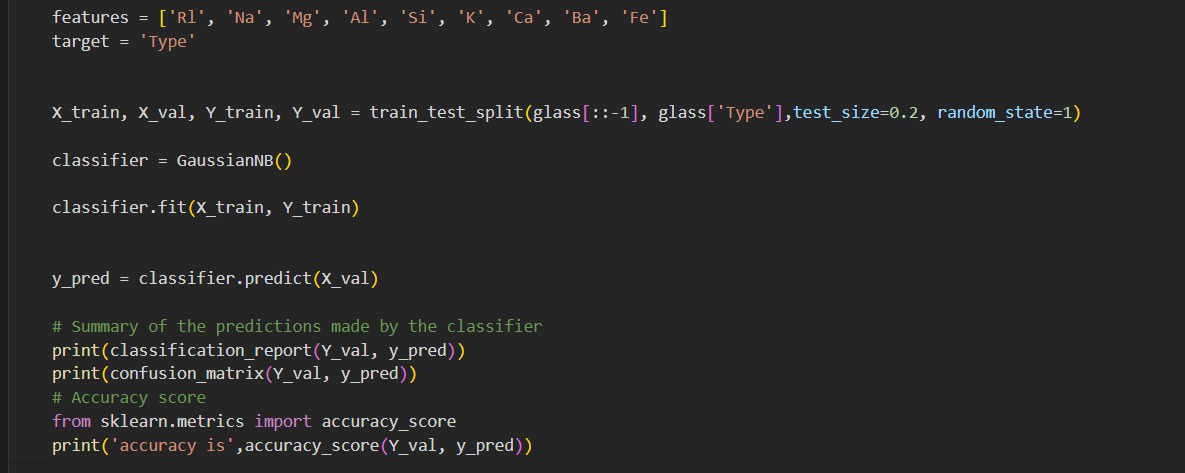 features = ['Rl', 'Na', 'Mg', 'Al', 'Si', 'K', 'Ca', 'Ba', 'Fe']
target = 'Type'
X_train, X_val, Y_train, Y_val = train_test_split(glass[::-1], glass['Type'],test_size=0.2, random_state=1)
classifier = GaussianNB()
classifier.fit(X_train, Y_train)
y_pred = classifier.predict(X_val)
# Summary of the predictions made by the classifier
print(classification_report(Y_val, y_pred))
print(confusion_matrix(Y_val, y_pred))
# Accuracy score
from sklearn.metrics import accuracy_score
print('accuracy is',accuracy_score(Y_val, y_pred))